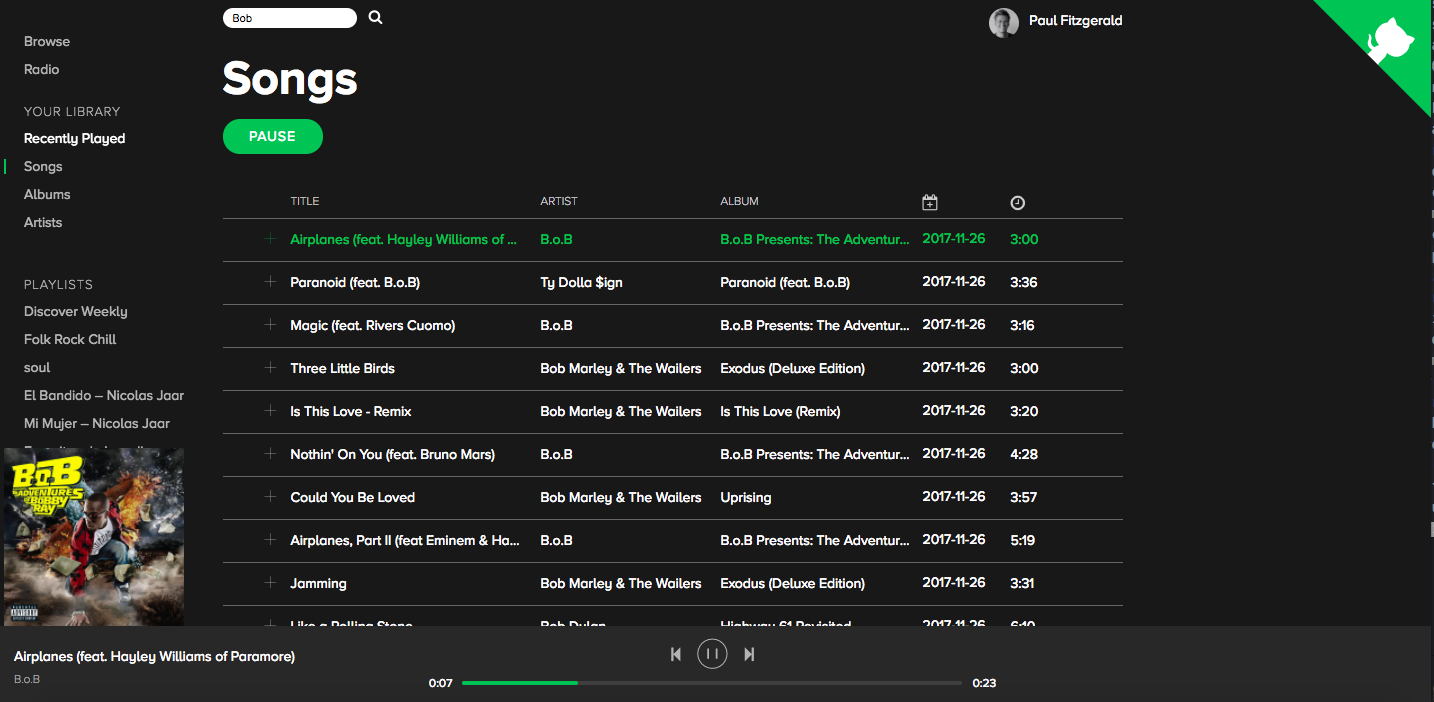 Bob
Paul Fitzgerald
Browse
Radio
YOUR LIBRARY
Recently Played
Songs
Albums
Artists
PLAYLISTS
Discover Weekly
Folk Rock Chill
soul
El Bandido – Nicolas Jaar
Mi Mujer – Nicolas Jaar
B.o.B
ADVENTURES
BOBBY
RAY
PARENTAL
ADVISORY
Songs
PAUSE
TITLE ARTIST ALBUM
Airplanes (feat. Hayley Williams of ... B.o.B B.o.B Presents: The Adventur... 2017-11-26 3:00
Paranoid (feat. B.o.B) Ty Dolla $ign Paranoid (feat. B.o.B) 2017-11-26 3:36
Magic (feat. Rivers Cuomo) B.o.B B.o.B Presents: The Adventur... 2017-11-26 3:16
Three Little Birds Bob Marley & The Wailers Exodus (Deluxe Edition) 2017-11-26 3:00
Is This Love - Remix Bob Marley & The Wailers Is This Love (Remix) 2017-11-26 3:20
Nothin' On You (feat. Bruno Mars) B.o.B B.o.B Presents: The Adventur... 2017-11-26 4:28
Could You Be Loved Bob Marley & The Wailers Uprising 2017-11-26 3:57
Airplanes, Part II (feat Eminem & Ha... B.o.B B.o.B Presents: The Adventur... 2017-11-26 5:19
Jamming Bob Marley & The Wailers Exodus (Deluxe Edition) 2017-11-26 3:31
Like a Rolling Stone Bob Dylan Highway 61 Revisited 2017-11-26 6:10
Airplanes (feat. Hayley Williams of Paramore)
B.o.B
0:07 0:23